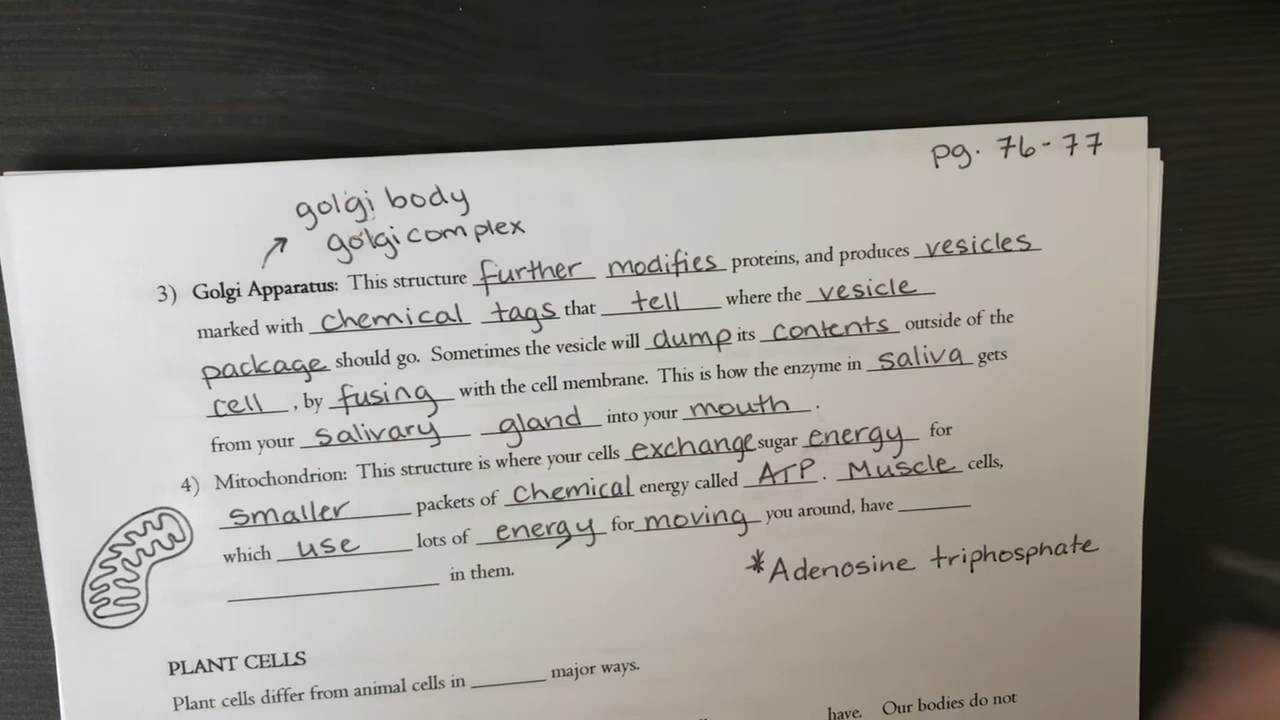 pg. 76-77
golgi body
golgi complex
3) Golgi Apparatus: This structure further modifies proteins, and produces vesicles
marked with chemical tags that tell where the vesicle
package should go. Sometimes the vesicle will dump its contents outside of the
cell, by fusing with the cell membrane. This is how the enzyme in saliva gets
from your salivary gland into your mouth.
4) Mitochondrion: This structure is where your cells exchange sugar energy for
smaller packets of chemical energy called ATP. Muscle cells,
which use lots of energy for moving you around, have ______
______ in them.
*Adenosine triphosphate
PLANT CELLS
Plant cells differ from animal cells in ______ major ways.
have. Our bodies do not